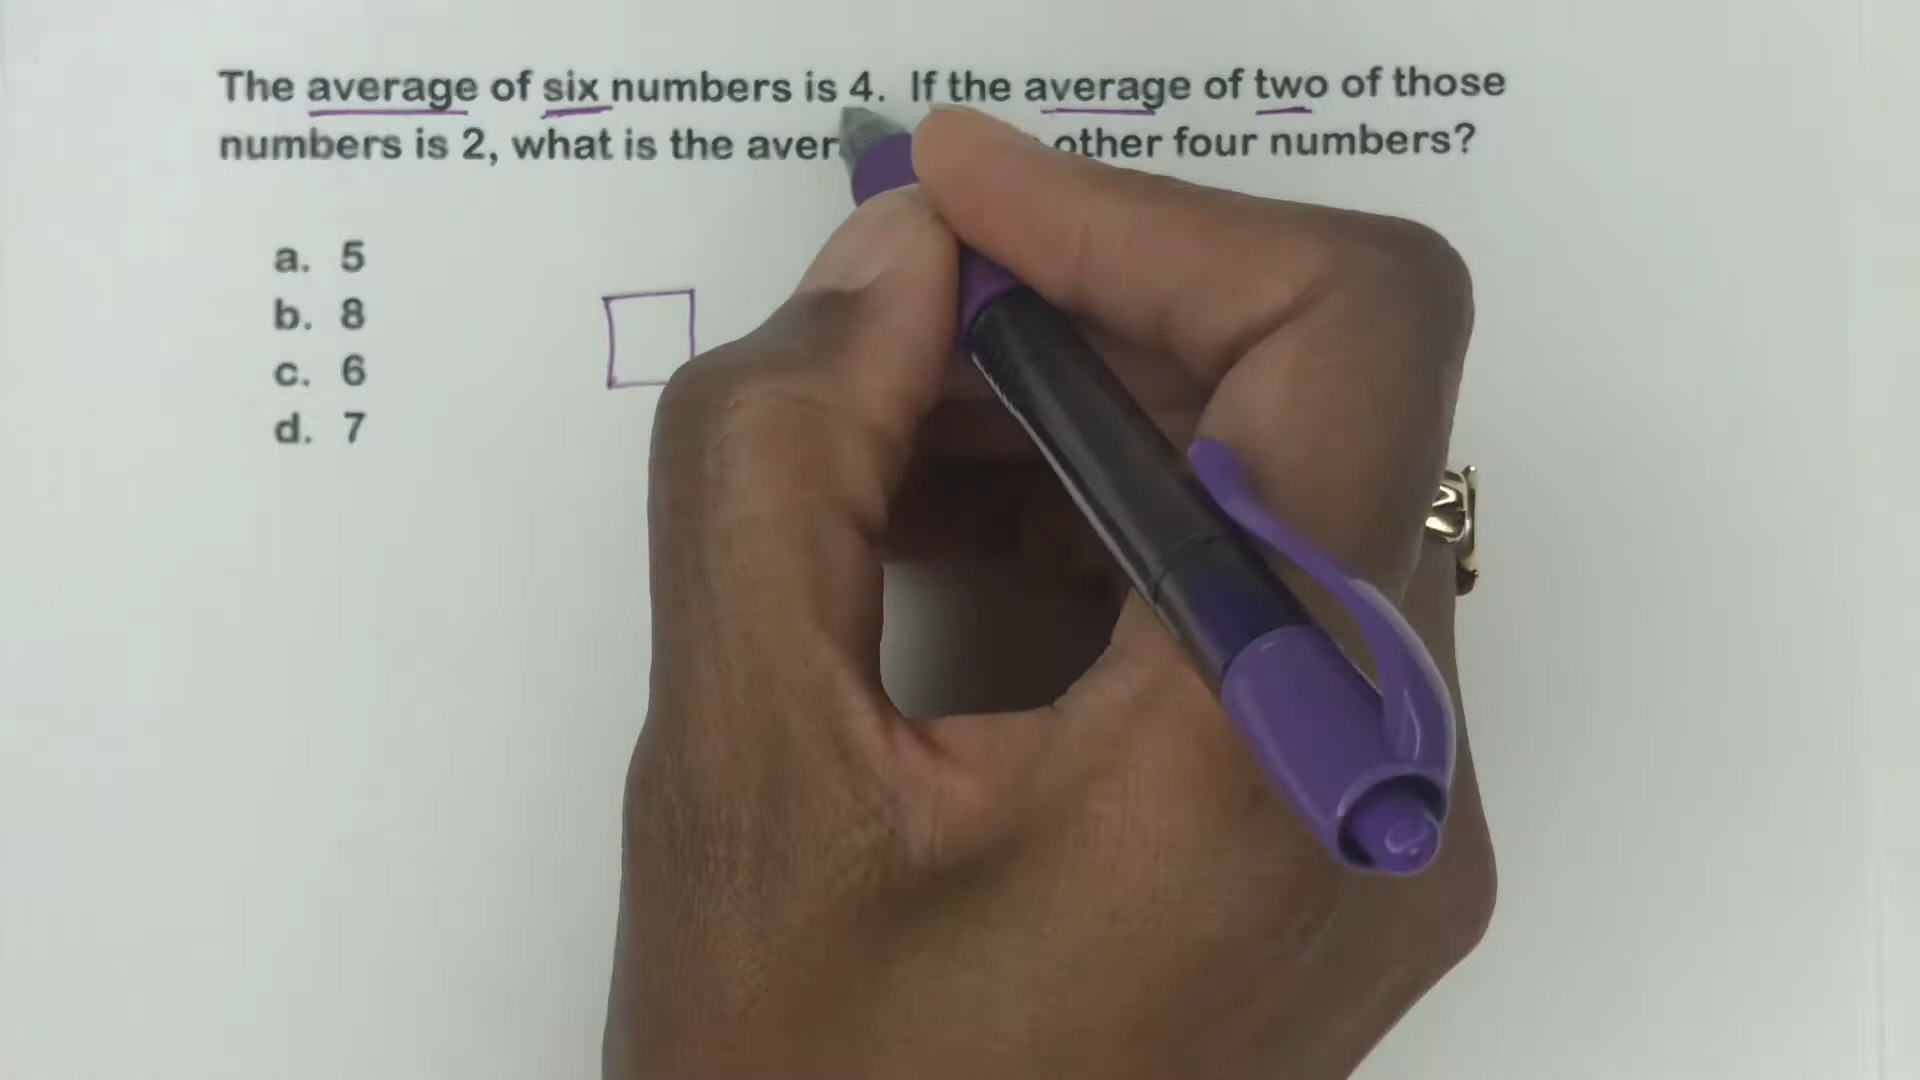 The average of six numbers is 4. If the average of two of those
numbers is 2, what is the aver other four numbers?
a. 5
b. 8
c. 6
d. 7